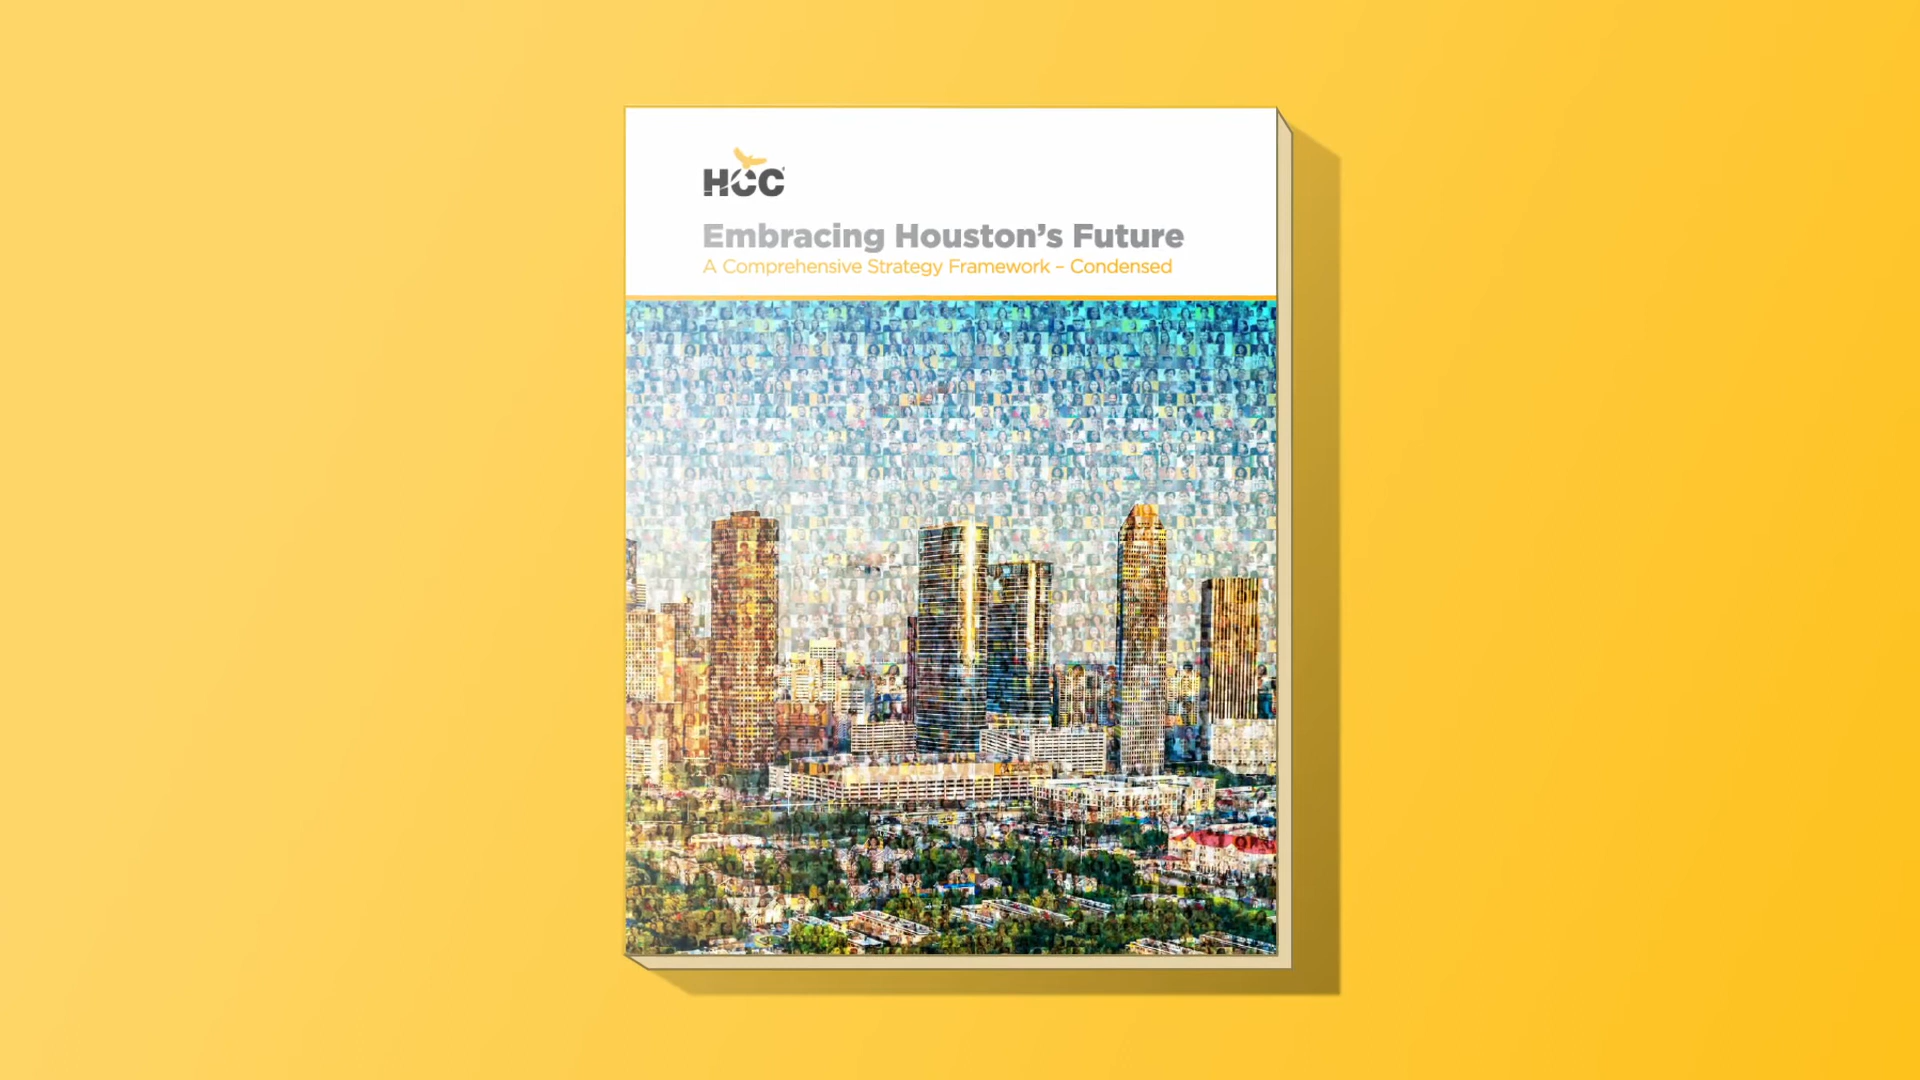 HCC
Embracing Houston's Future
A Comprehensive Strategy Framework – Condensed